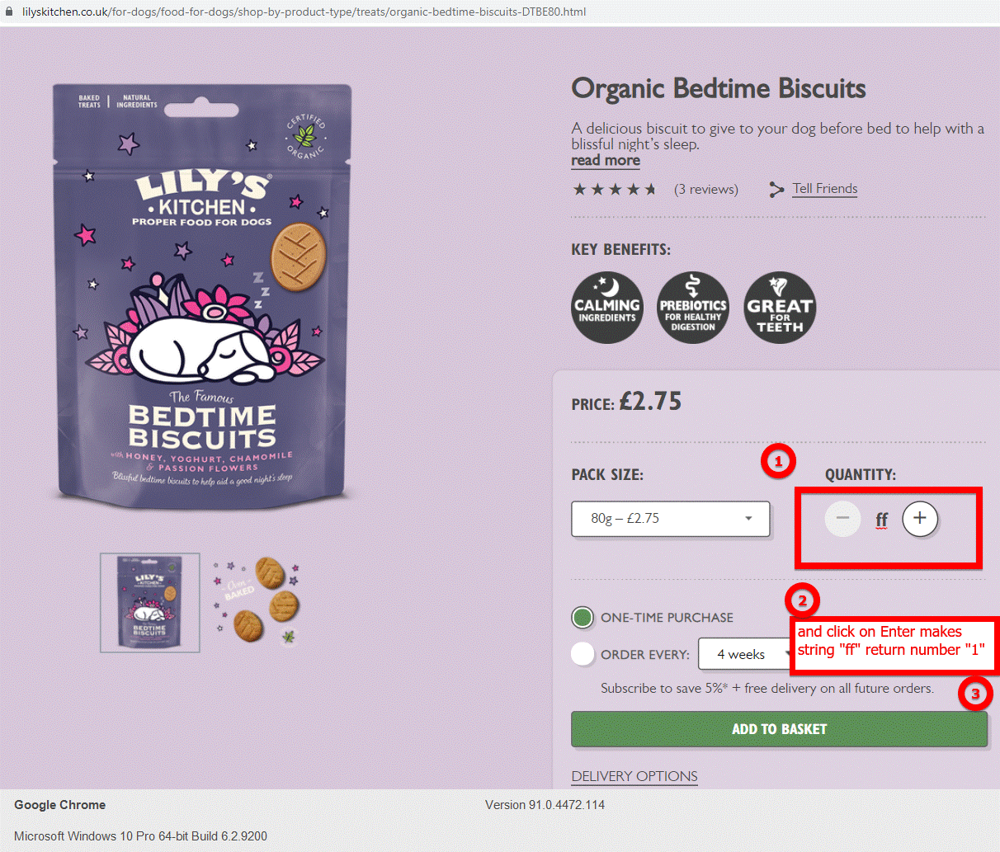 lilyskitchen.co.uk/for-dogs/food-for-dogs/shop-by-product-type/treats/organic-bedtime-biscuits-DTBE80.html
BAKED
TREATS
NATURAL
INGREDIENTS
CERTIFIED
ORGANIC
LILY'S®
• KITCHEN •
PROPER FOOD FOR DOGS
Z
Z
Z
The Famous
BEDTIME
BISCUITS
with HONEY, YOGHURT, CHAMOMILE
& PASSION FLOWERS
Blissful bedtime biscuits to help aid a good night's sleep
LILY'S
KITCHEN
BEDTIME
BISCUITS
Oven
BAKED
Organic Bedtime Biscuits
A delicious biscuit to give to your dog before bed to help with a
blissful night's sleep.
read more
(3 reviews)
Tell Friends
KEY BENEFITS:
CALMING
INGREDIENTS
PREBIOTICS
FOR HEALTHY
DIGESTION
GREAT
FOR
TEETH
PRICE: £2.75
1
PACK SIZE:
QUANTITY:
80g – £2.75
− ff +
2
ONE-TIME PURCHASE
and click on Enter makes
string "ff" return number "1"
ORDER EVERY: 4 weeks
Subscribe to save 5%* + free delivery on all future orders.
3
ADD TO BASKET
DELIVERY OPTIONS
Google Chrome
Version 91.0.4472.114
Microsoft Windows 10 Pro 64-bit Build 6.2.9200